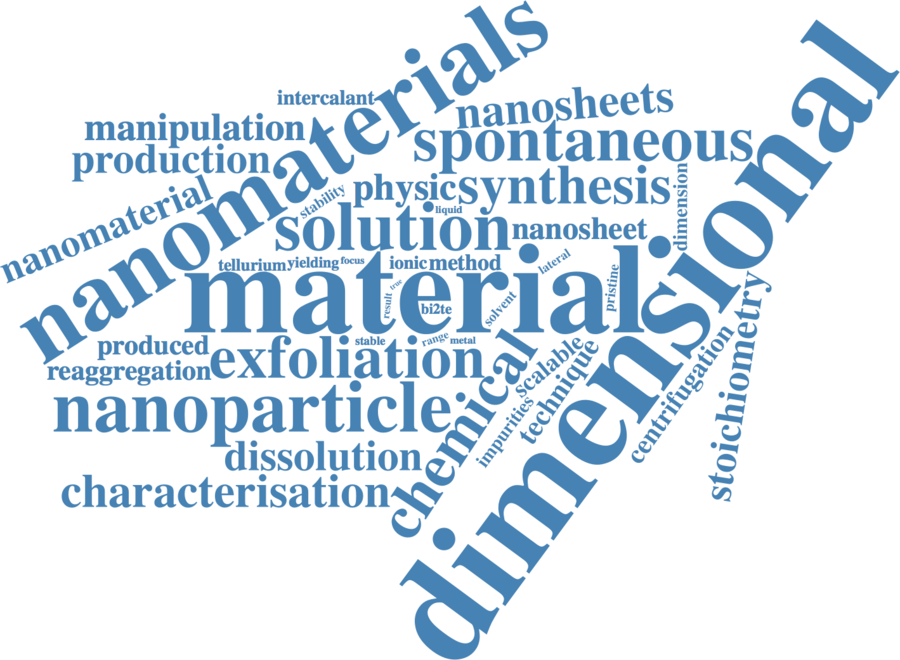 nanomaterials
dimensional
intercalant
nanosheets
manipulation
spontaneous
production
physic
synthesis
dimension
nanomaterial
stability
liquid
solution
nanosheet
tellurium
yielding
focus
ionic
method
lateral
material
pristine
result
true
bi2te
solvent
stable
range
metal
produced
exfoliation
chemical
scalable
reaggregation
technique
impurities
centrifugation
stoichiometry
nanoparticle
dissolution
characterisation